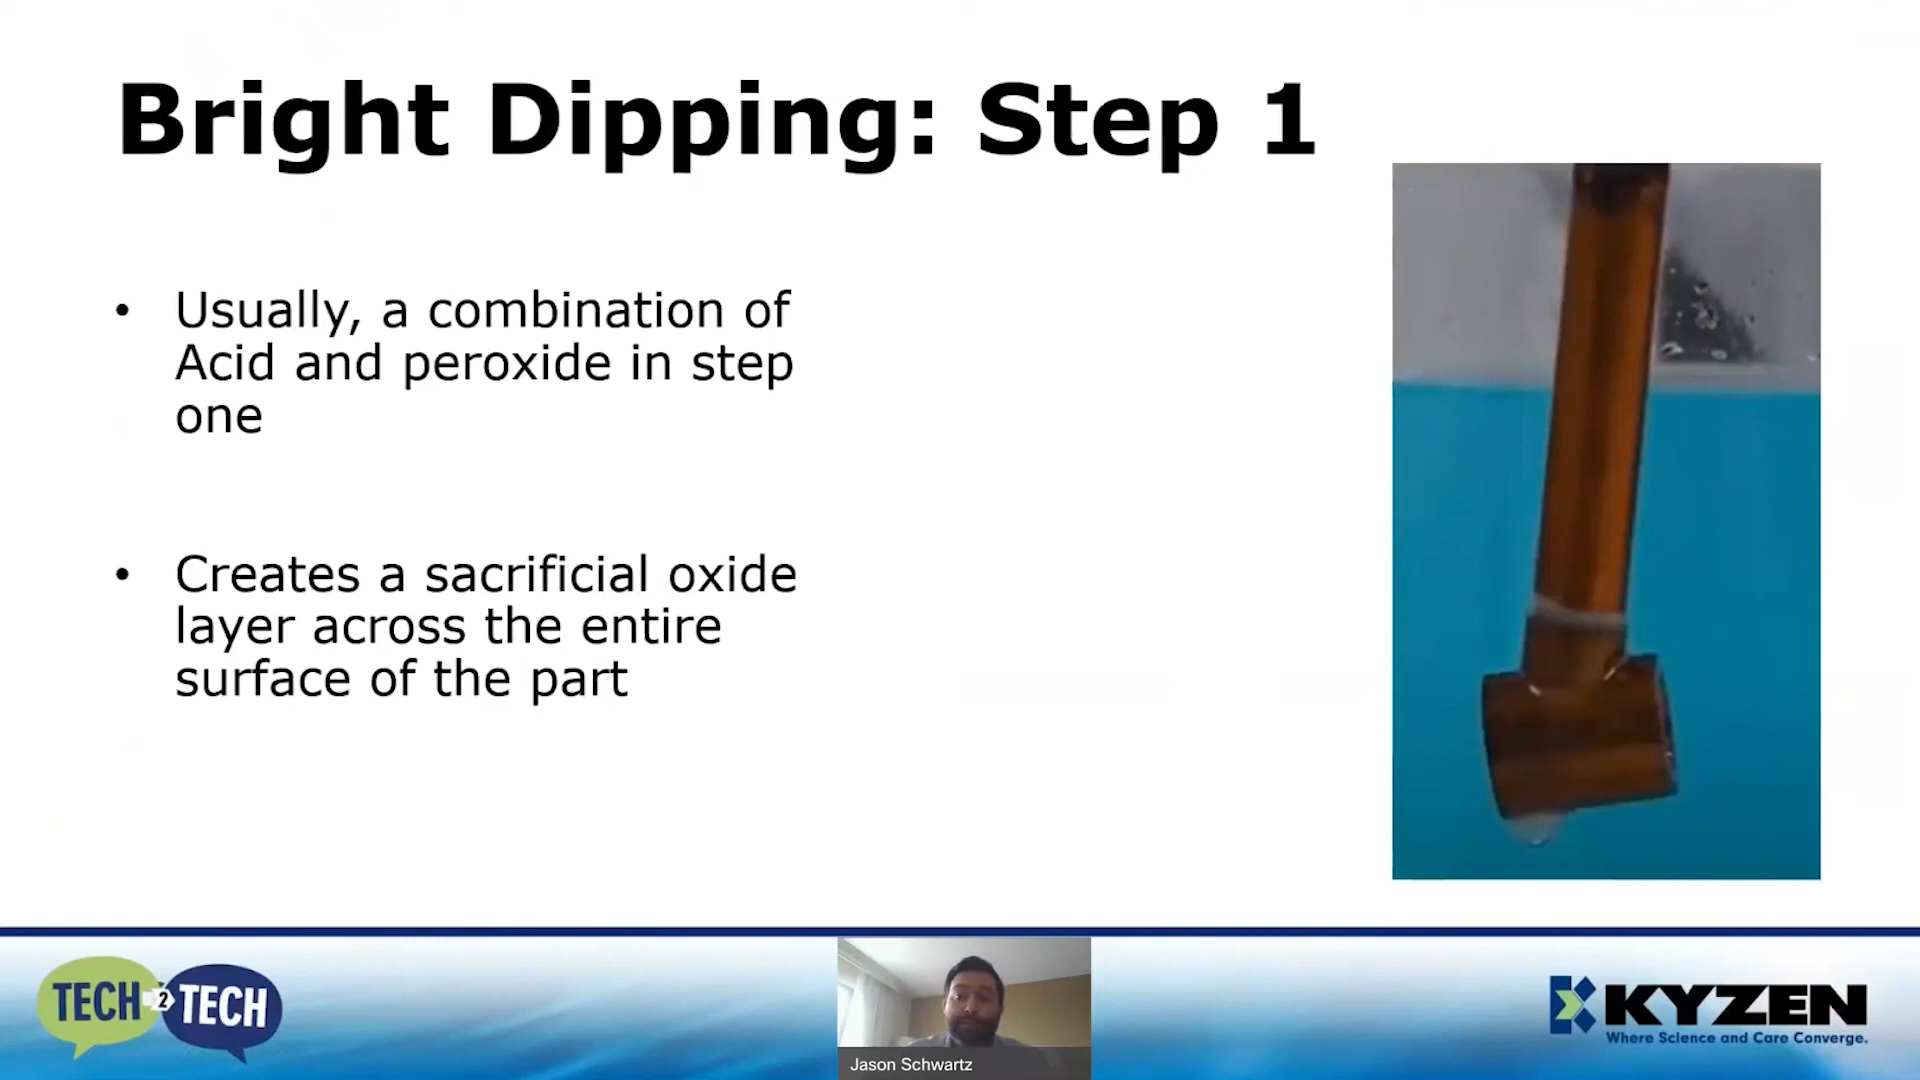 Bright Dipping: Step 1
• Usually, a combination of
Acid and peroxide in step
one
• Creates a sacrificial oxide
layer across the entire
surface of the part
TECH 2 TECH
Jason Schwartz
KYZEN
Where Science and Care Converge.